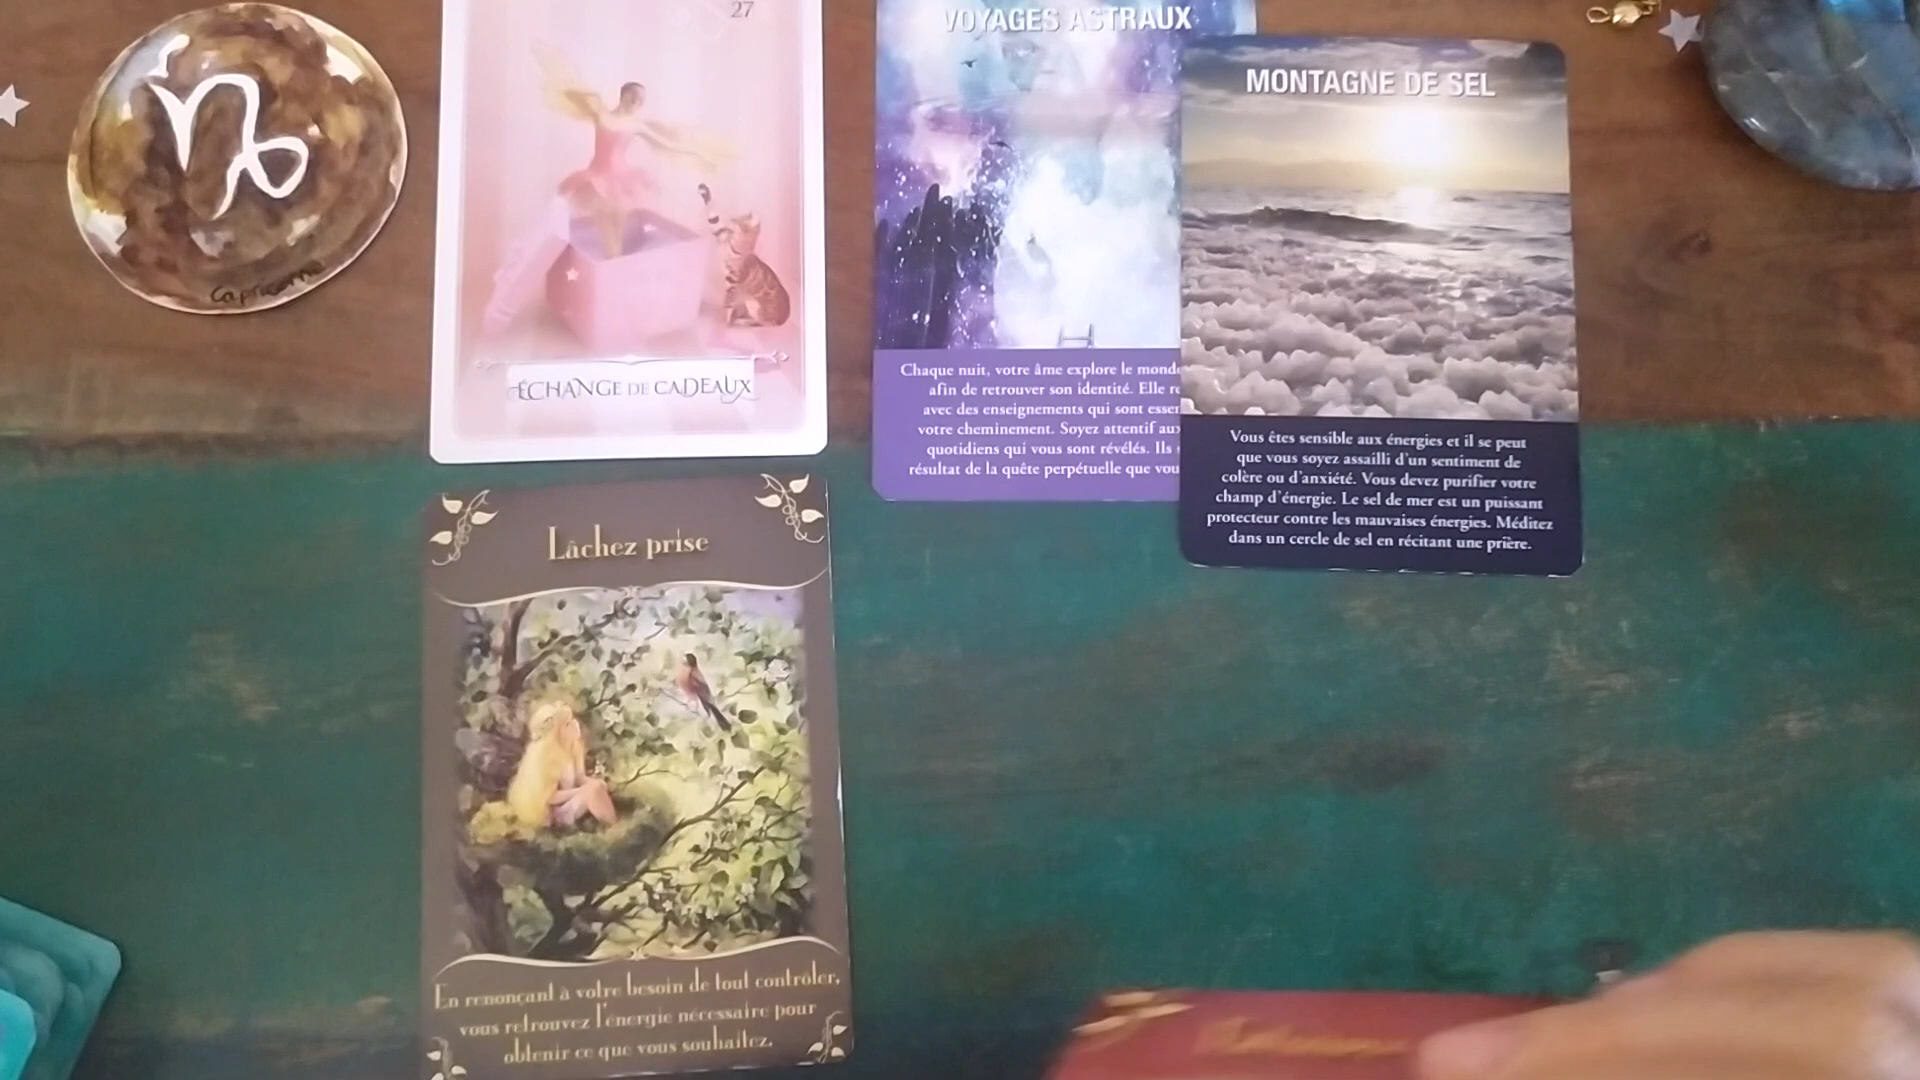 Capricorne
27
ÉCHANGE DE CADEAUX
VOYAGES ASTRAUX
Chaque nuit, votre âme explore le mond
afin de retrouver son identité. Elle
avec des enseignements qui sont
votre cheminement. Soyez attentif
quotidiens qui vous sont révélés. Ils
résultat de la quête perpétuelle que
MONTAGNE DE SEL
Vous êtes sensible aux énergies et il se peut
que vous soyez assailli d'un sentiment de
colère ou d'anxiété. Vous devez purifier votre
champ d'énergie. Le sel de mer est un puissant
protecteur contre les mauvaises énergies. Méditez
dans un cercle de sel en récitant une prière.
Lâchez prise
En renonçant à votre besoin de tout contrôler,
vous retrouvez l'énergie nécessaire pour
obtenir ce que vous souhaitez.